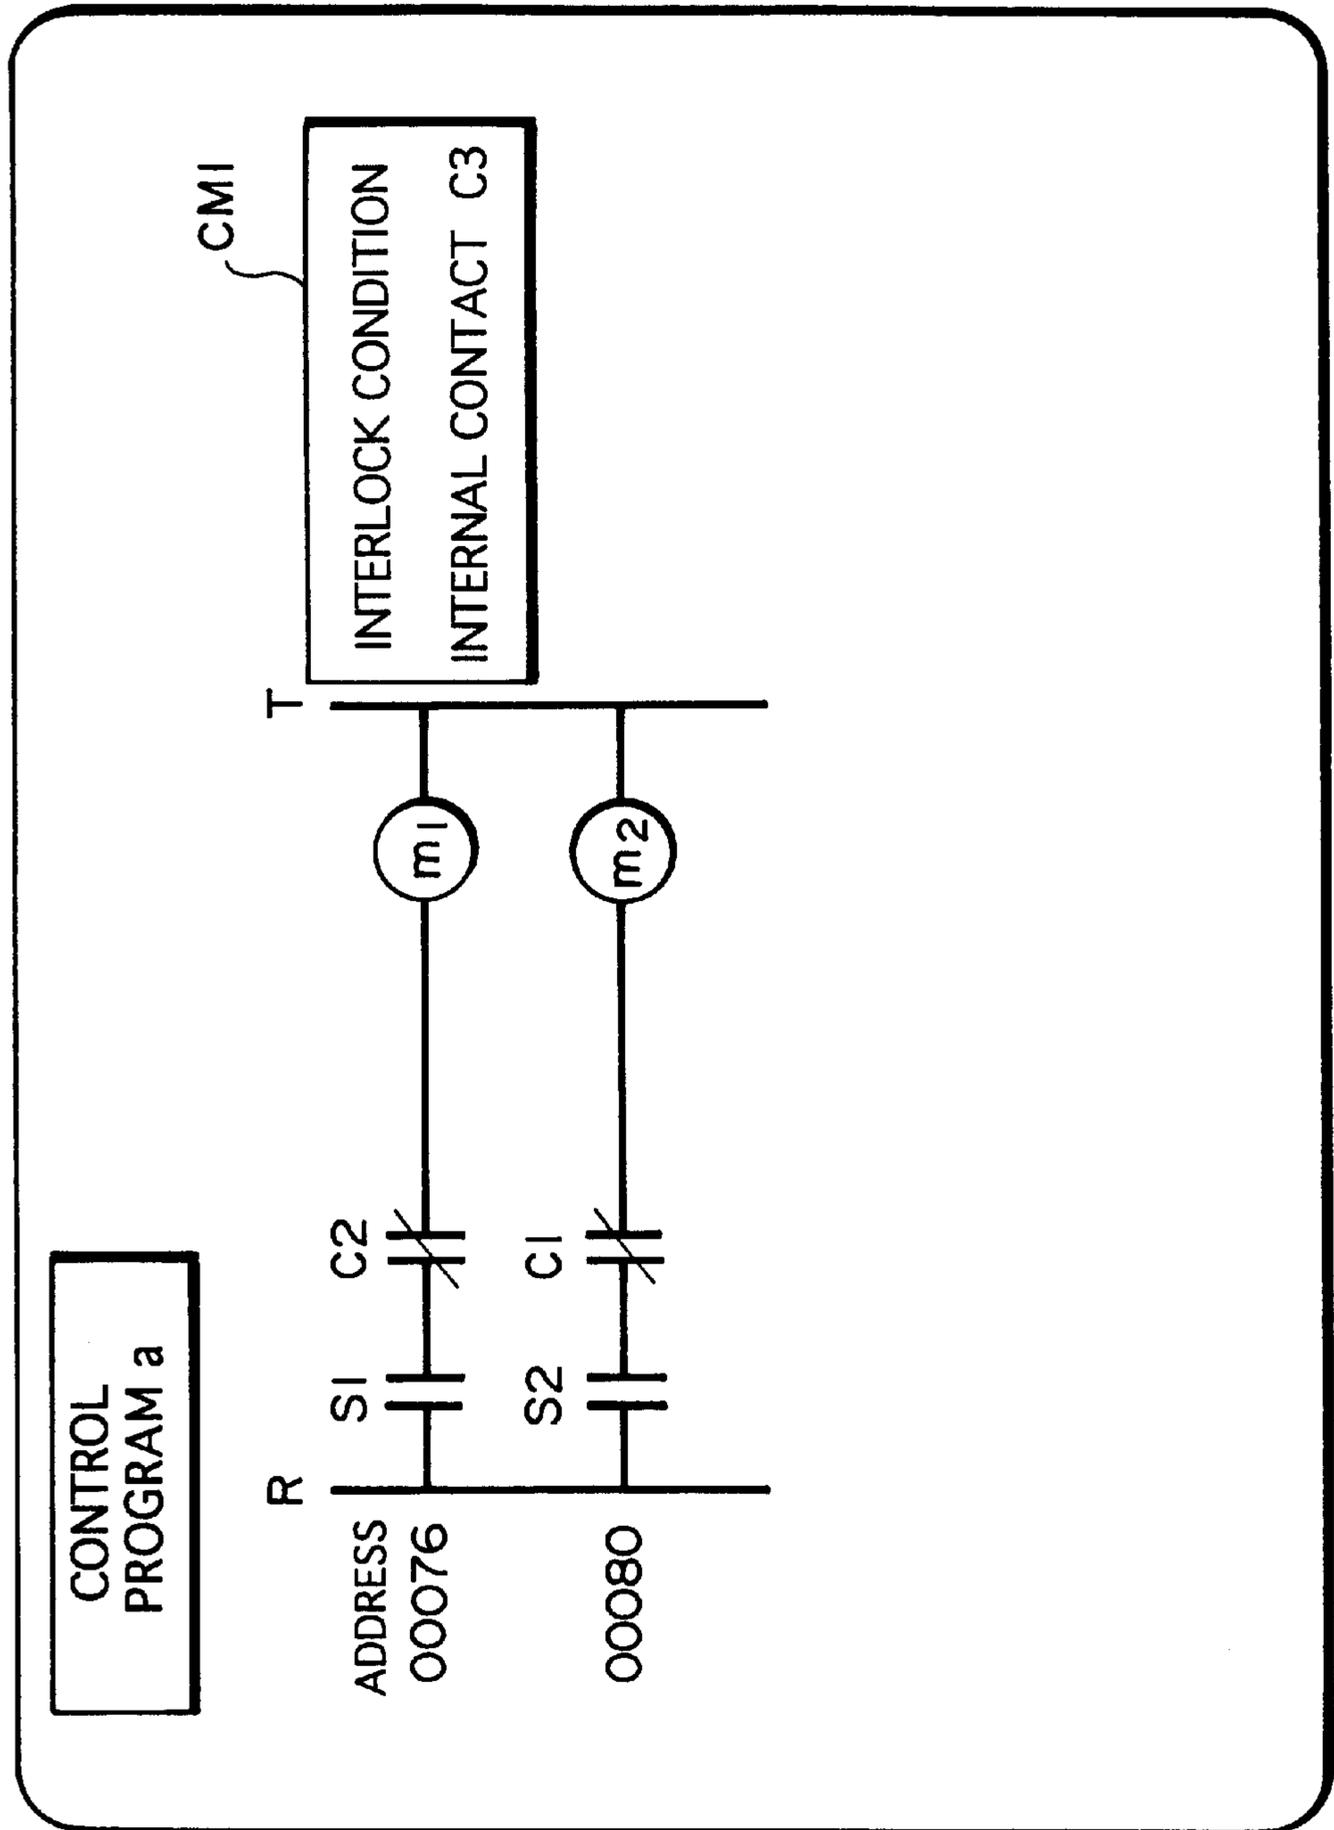 CONTROL
PROGRAM a
CM1
R
T
ADDRESS
S1
C2
INTERLOCK CONDITION
00076
m1
INTERNAL CONTACT C3
S2
C1
00080
m2